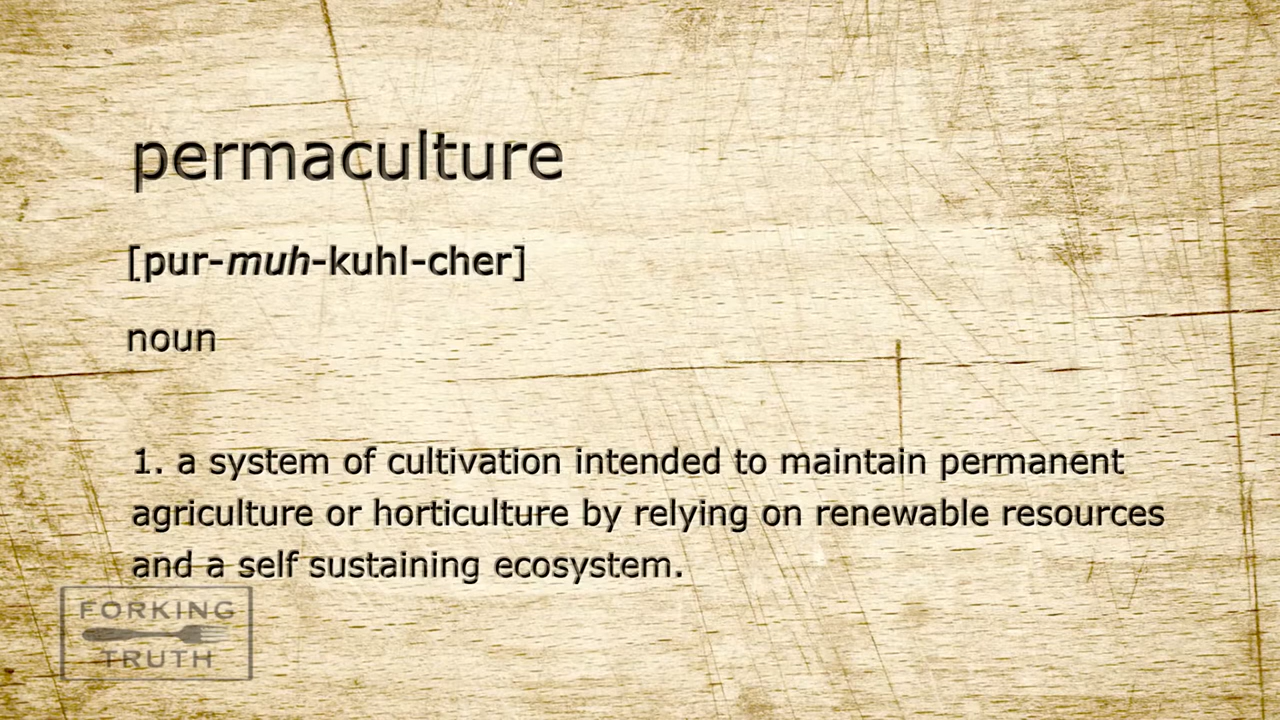 permaculture
[pur-muh-kuhl-cher]
noun
1. a system of cultivation intended to maintain permanent
agriculture or horticulture by relying on renewable resources
and a self sustaining ecosystem.
FORKING
TRUTH